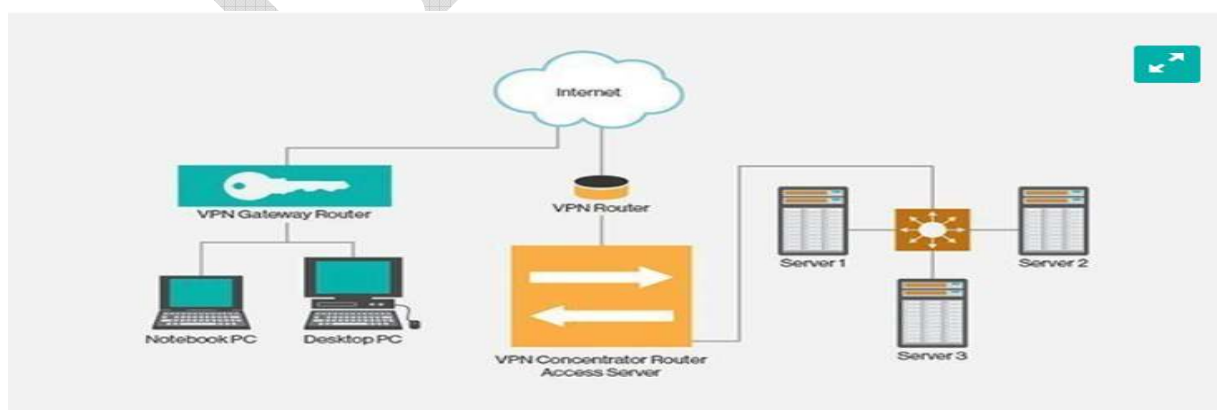 Internet
VPN Gateway Router
VPN Router
Server 1
Server 2
Notebook PC
Desktop PC
VPN Concentrator Router
Access Server
Server 3